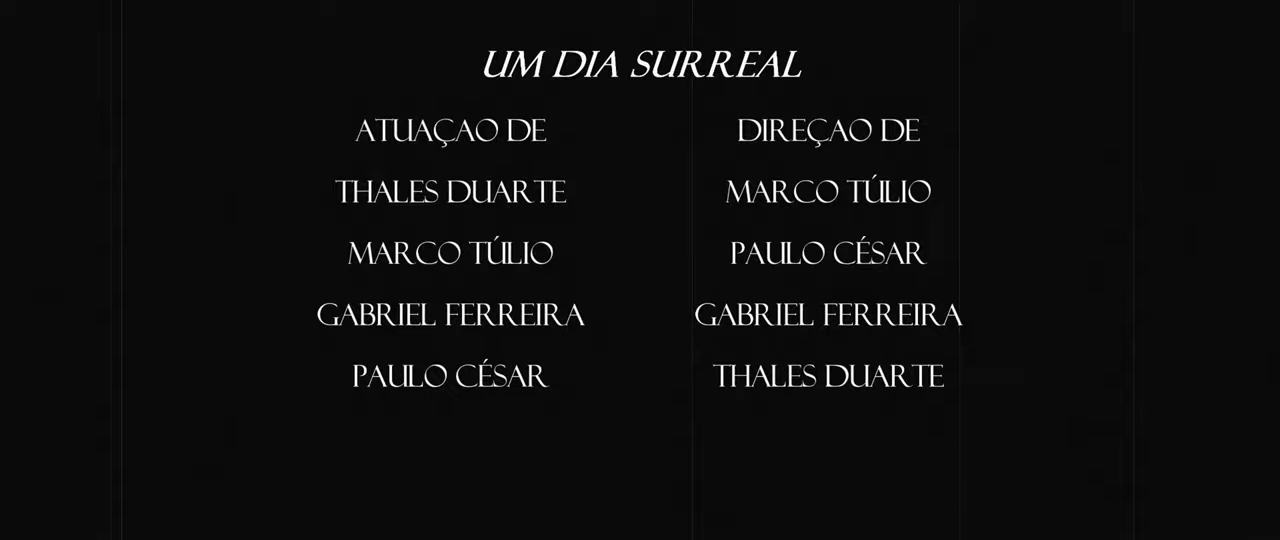 UM DIA SURREAL
ATUAÇAO DE
THALES DUARTE
MARCO TÚLIO
GABRIEL FERREIRA
PAULO CÉSAR
DIREÇAO DE
MARCO TÚLIO
PAULO CÉSAR
GABRIEL FERREIRA
THALES DUARTE